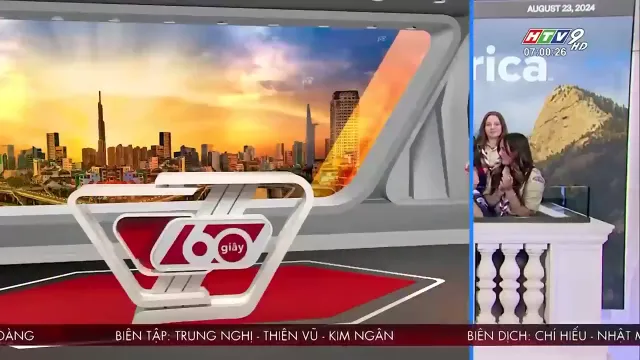 AUGUST 23, 2024
HTV9 HD
07:00:26
rica
60 giây
OÀNG BIÊN TẬP: TRUNG NGHỊ - THIÊN VŨ - KIM NGÂN BIÊN DỊCH: CHÍ HIẾU - NHẬT M